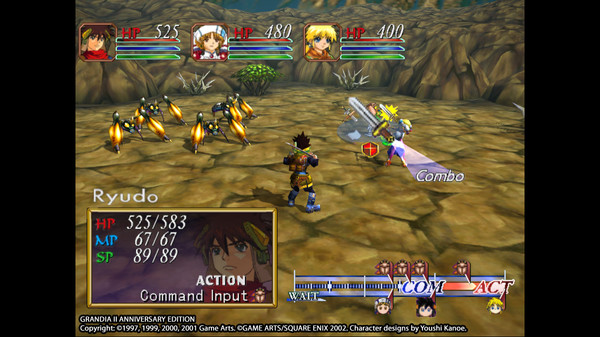 HP 525 HP 480 HP 400
Combo
Ryudo
HP 525/583
MP 67/67
SP 89/89
ACTION
Command Input
WAIT COM ACT
GRANDIA II ANNIVERSARY EDITION
Copyright: ©1997, 1999, 2000, 2001 Game Arts. ©GAME ARTS/SQUARE ENIX 2002. Character designs by Youshi Kanoe.